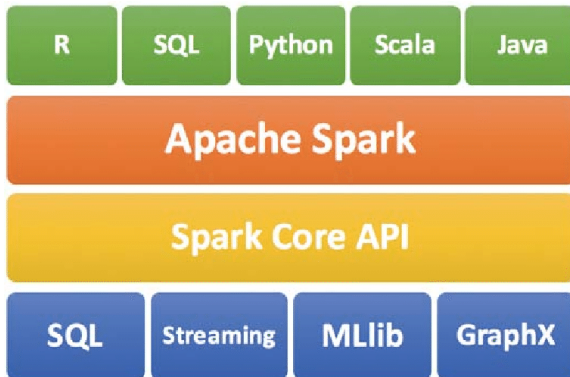 R SQL Python Scala Java
Apache Spark
Spark Core API
SQL Streaming MLlib GraphX